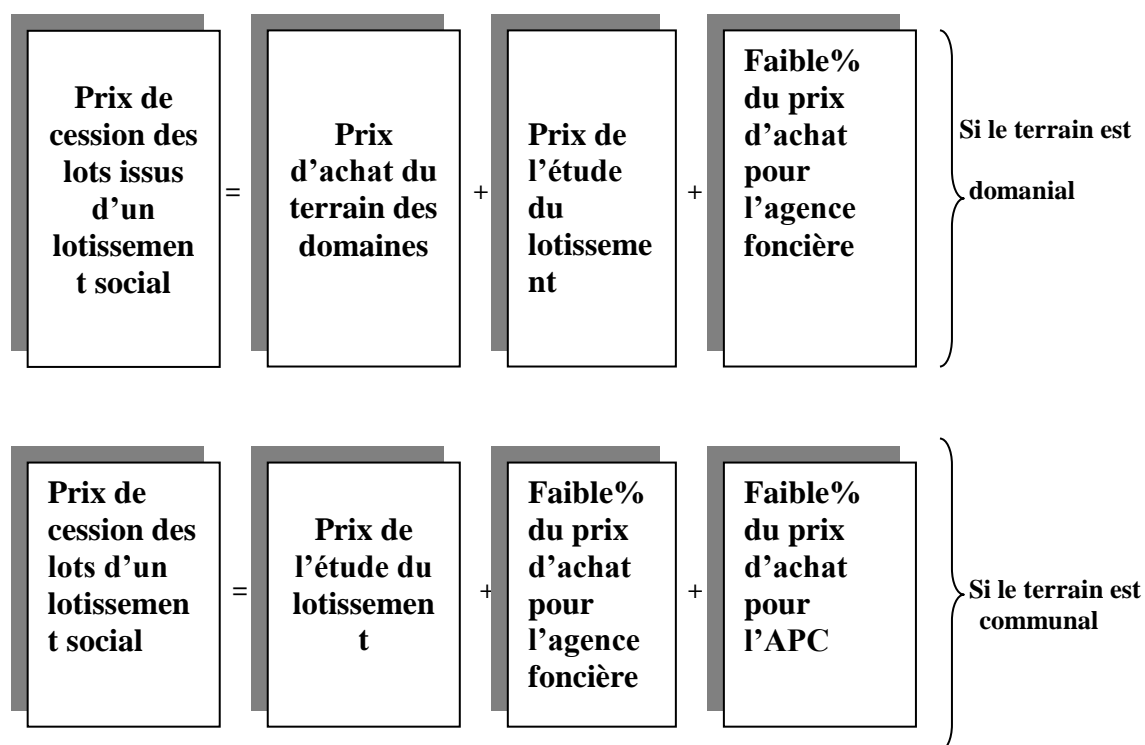 Prix de
cession des
lots issus
d’un
lotissemen
t social
=
Prix
d’achat du
terrain des
domaines
+
Prix de
l’étude
du
lotisseme
nt
+
Faible%
du prix
d’achat
pour
l’agence
foncière
Si le terrain est
domanial
Prix de
cession des
lots d’un
lotissemen
t social
=
Prix de
l’étude du
lotissemen
t
+
Faible%
du prix
d’achat
pour
l’agence
foncière
+
Faible%
du prix
d’achat
pour
l’APC
Si le terrain est
communal